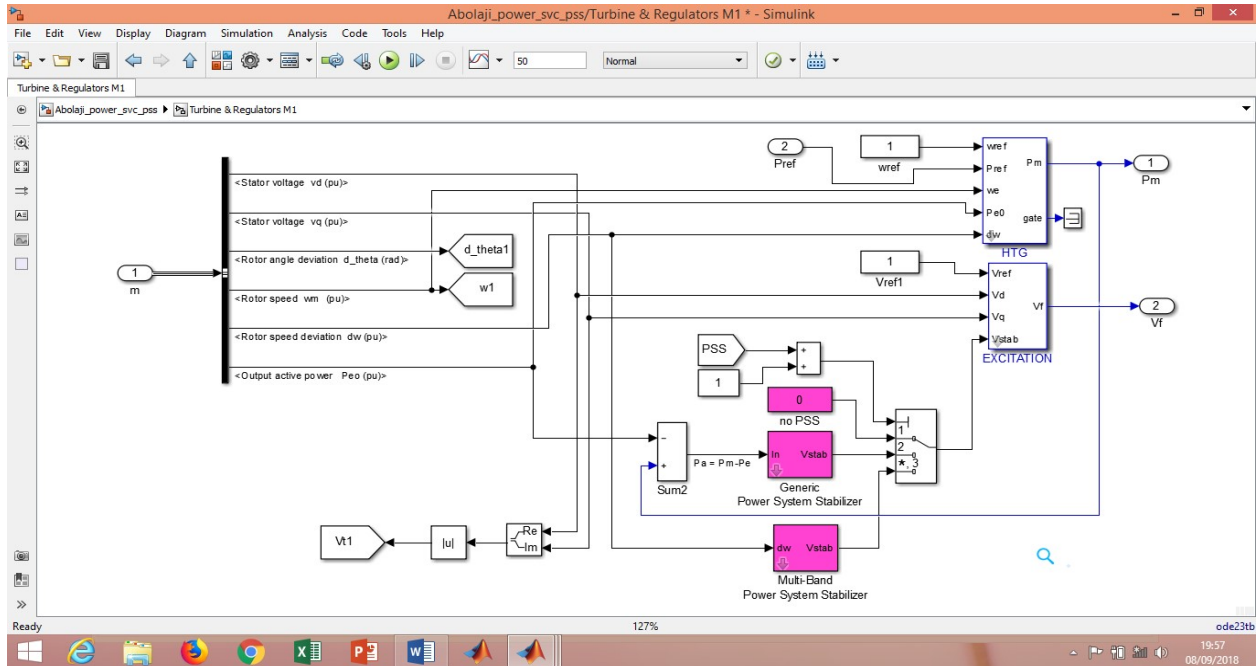 Abolaji_power_svc_pss/Turbine & Regulators M1 * - Simulink
File Edit View Display Diagram Simulation Analysis Code Tools Help
50 Normal
Turbine & Regulators M1
Abolaji_power_svc_pss Turbine & Regulators M1
2
Pref
1
wref
wref
Pref
we
Pe0
dw
Pm
gate
HTG
1
Pm
<Stator voltage vd (pu)>
<Stator voltage vq (pu)>
<Rotor angle deviation d_theta (rad)>
<Rotor speed wm (pu)>
<Rotor speed deviation dw (pu)>
<Output active power Peo (pu)>
1
m
d_theta1
w1
1
Vref1
Vref
Vd
Vq
Vstab
Vf
EXCITATION
2
Vf
PSS
1
+
+
0
no PSS
1
2
*, 3
-
+
Sum2
Pa = Pm-Pe
In Vstab
Generic
Power System Stabilizer
Vt1
|u|
Re
Im
dw Vstab
Multi-Band
Power System Stabilizer
Ready 127% ode23tb
19:57
08/09/2018